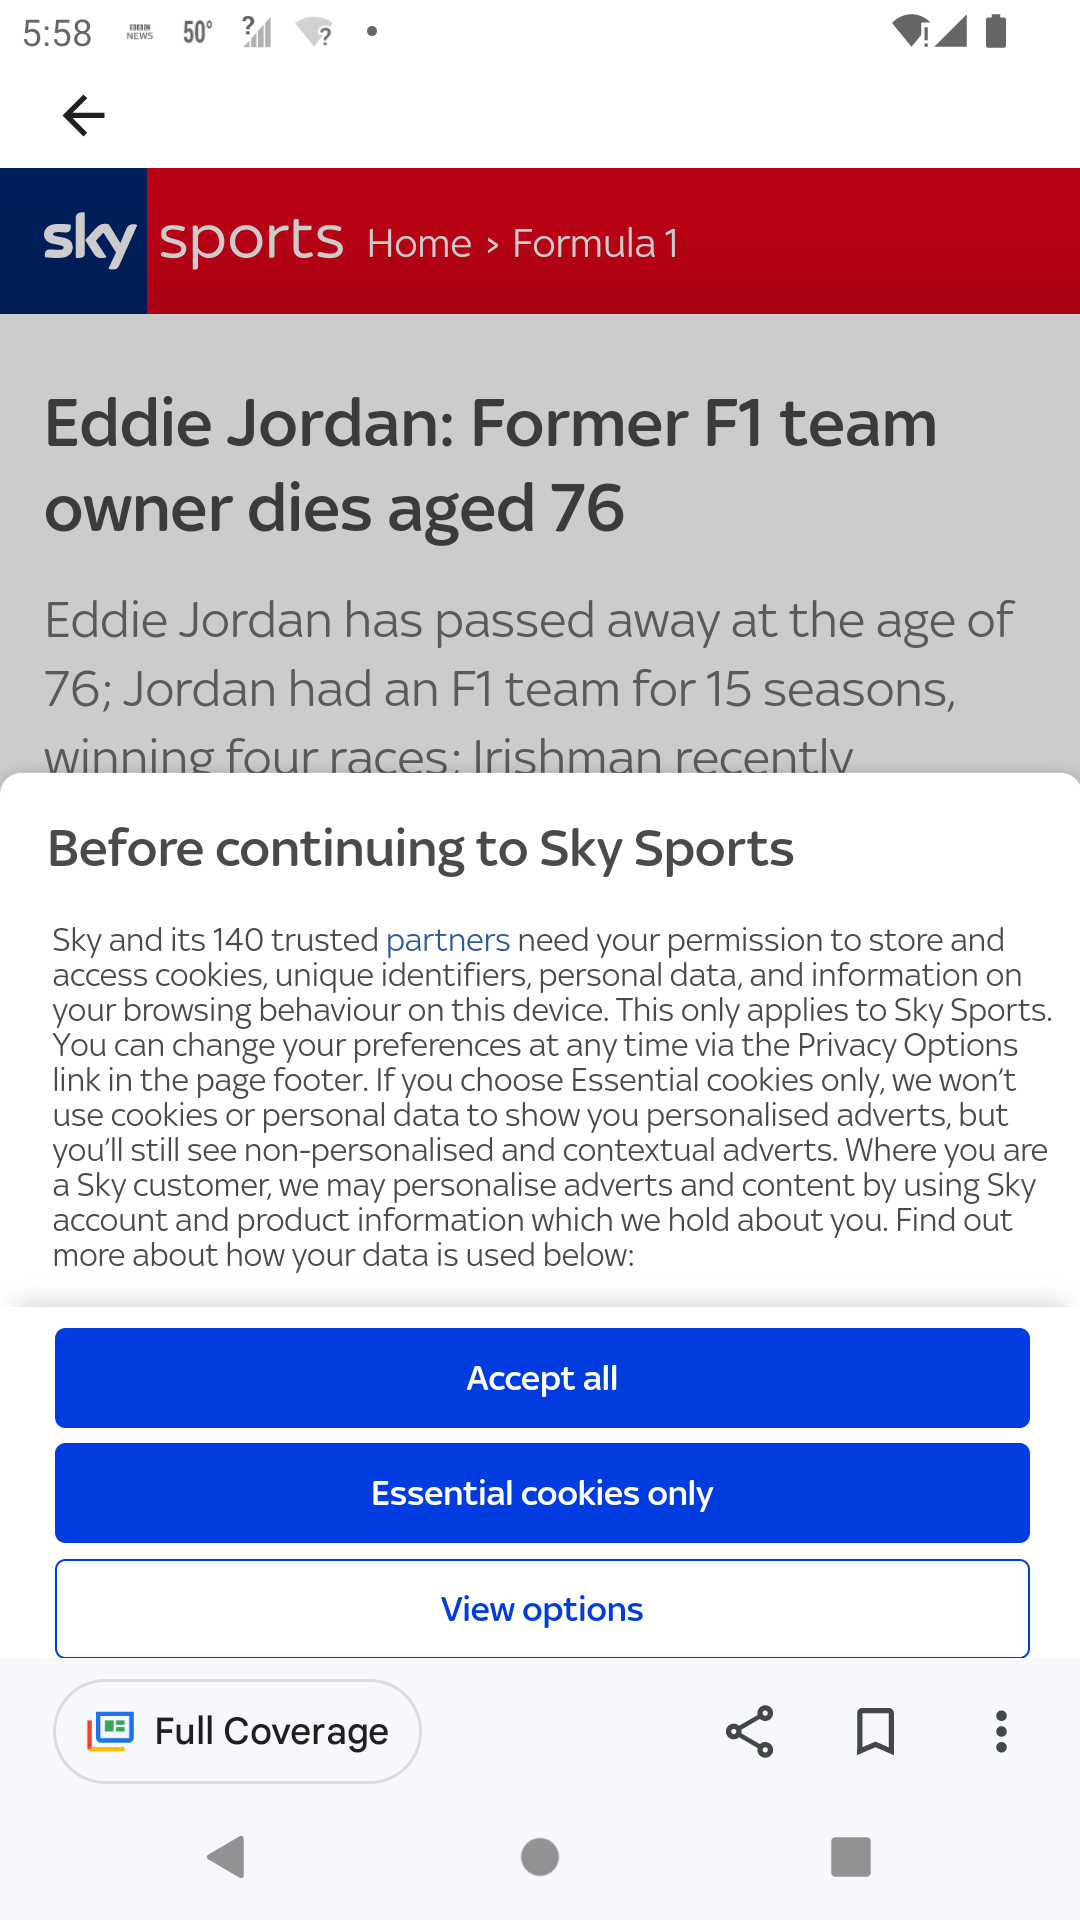 5:58
BBC
NEWS
50°
sky sports Home > Formula 1
Eddie Jordan: Former F1 team
owner dies aged 76
Eddie Jordan has passed away at the age of
76; Jordan had an F1 team for 15 seasons,
winning four races; Irishman recently
Before continuing to Sky Sports
Sky and its 140 trusted partners need your permission to store and
access cookies, unique identifiers, personal data, and information on
your browsing behaviour on this device. This only applies to Sky Sports.
You can change your preferences at any time via the Privacy Options
link in the page footer. If you choose Essential cookies only, we won’t
use cookies or personal data to show you personalised adverts, but
you’ll still see non-personalised and contextual adverts. Where you are
a Sky customer, we may personalise adverts and content by using Sky
account and product information which we hold about you. Find out
more about how your data is used below:
Accept all
Essential cookies only
View options
Full Coverage